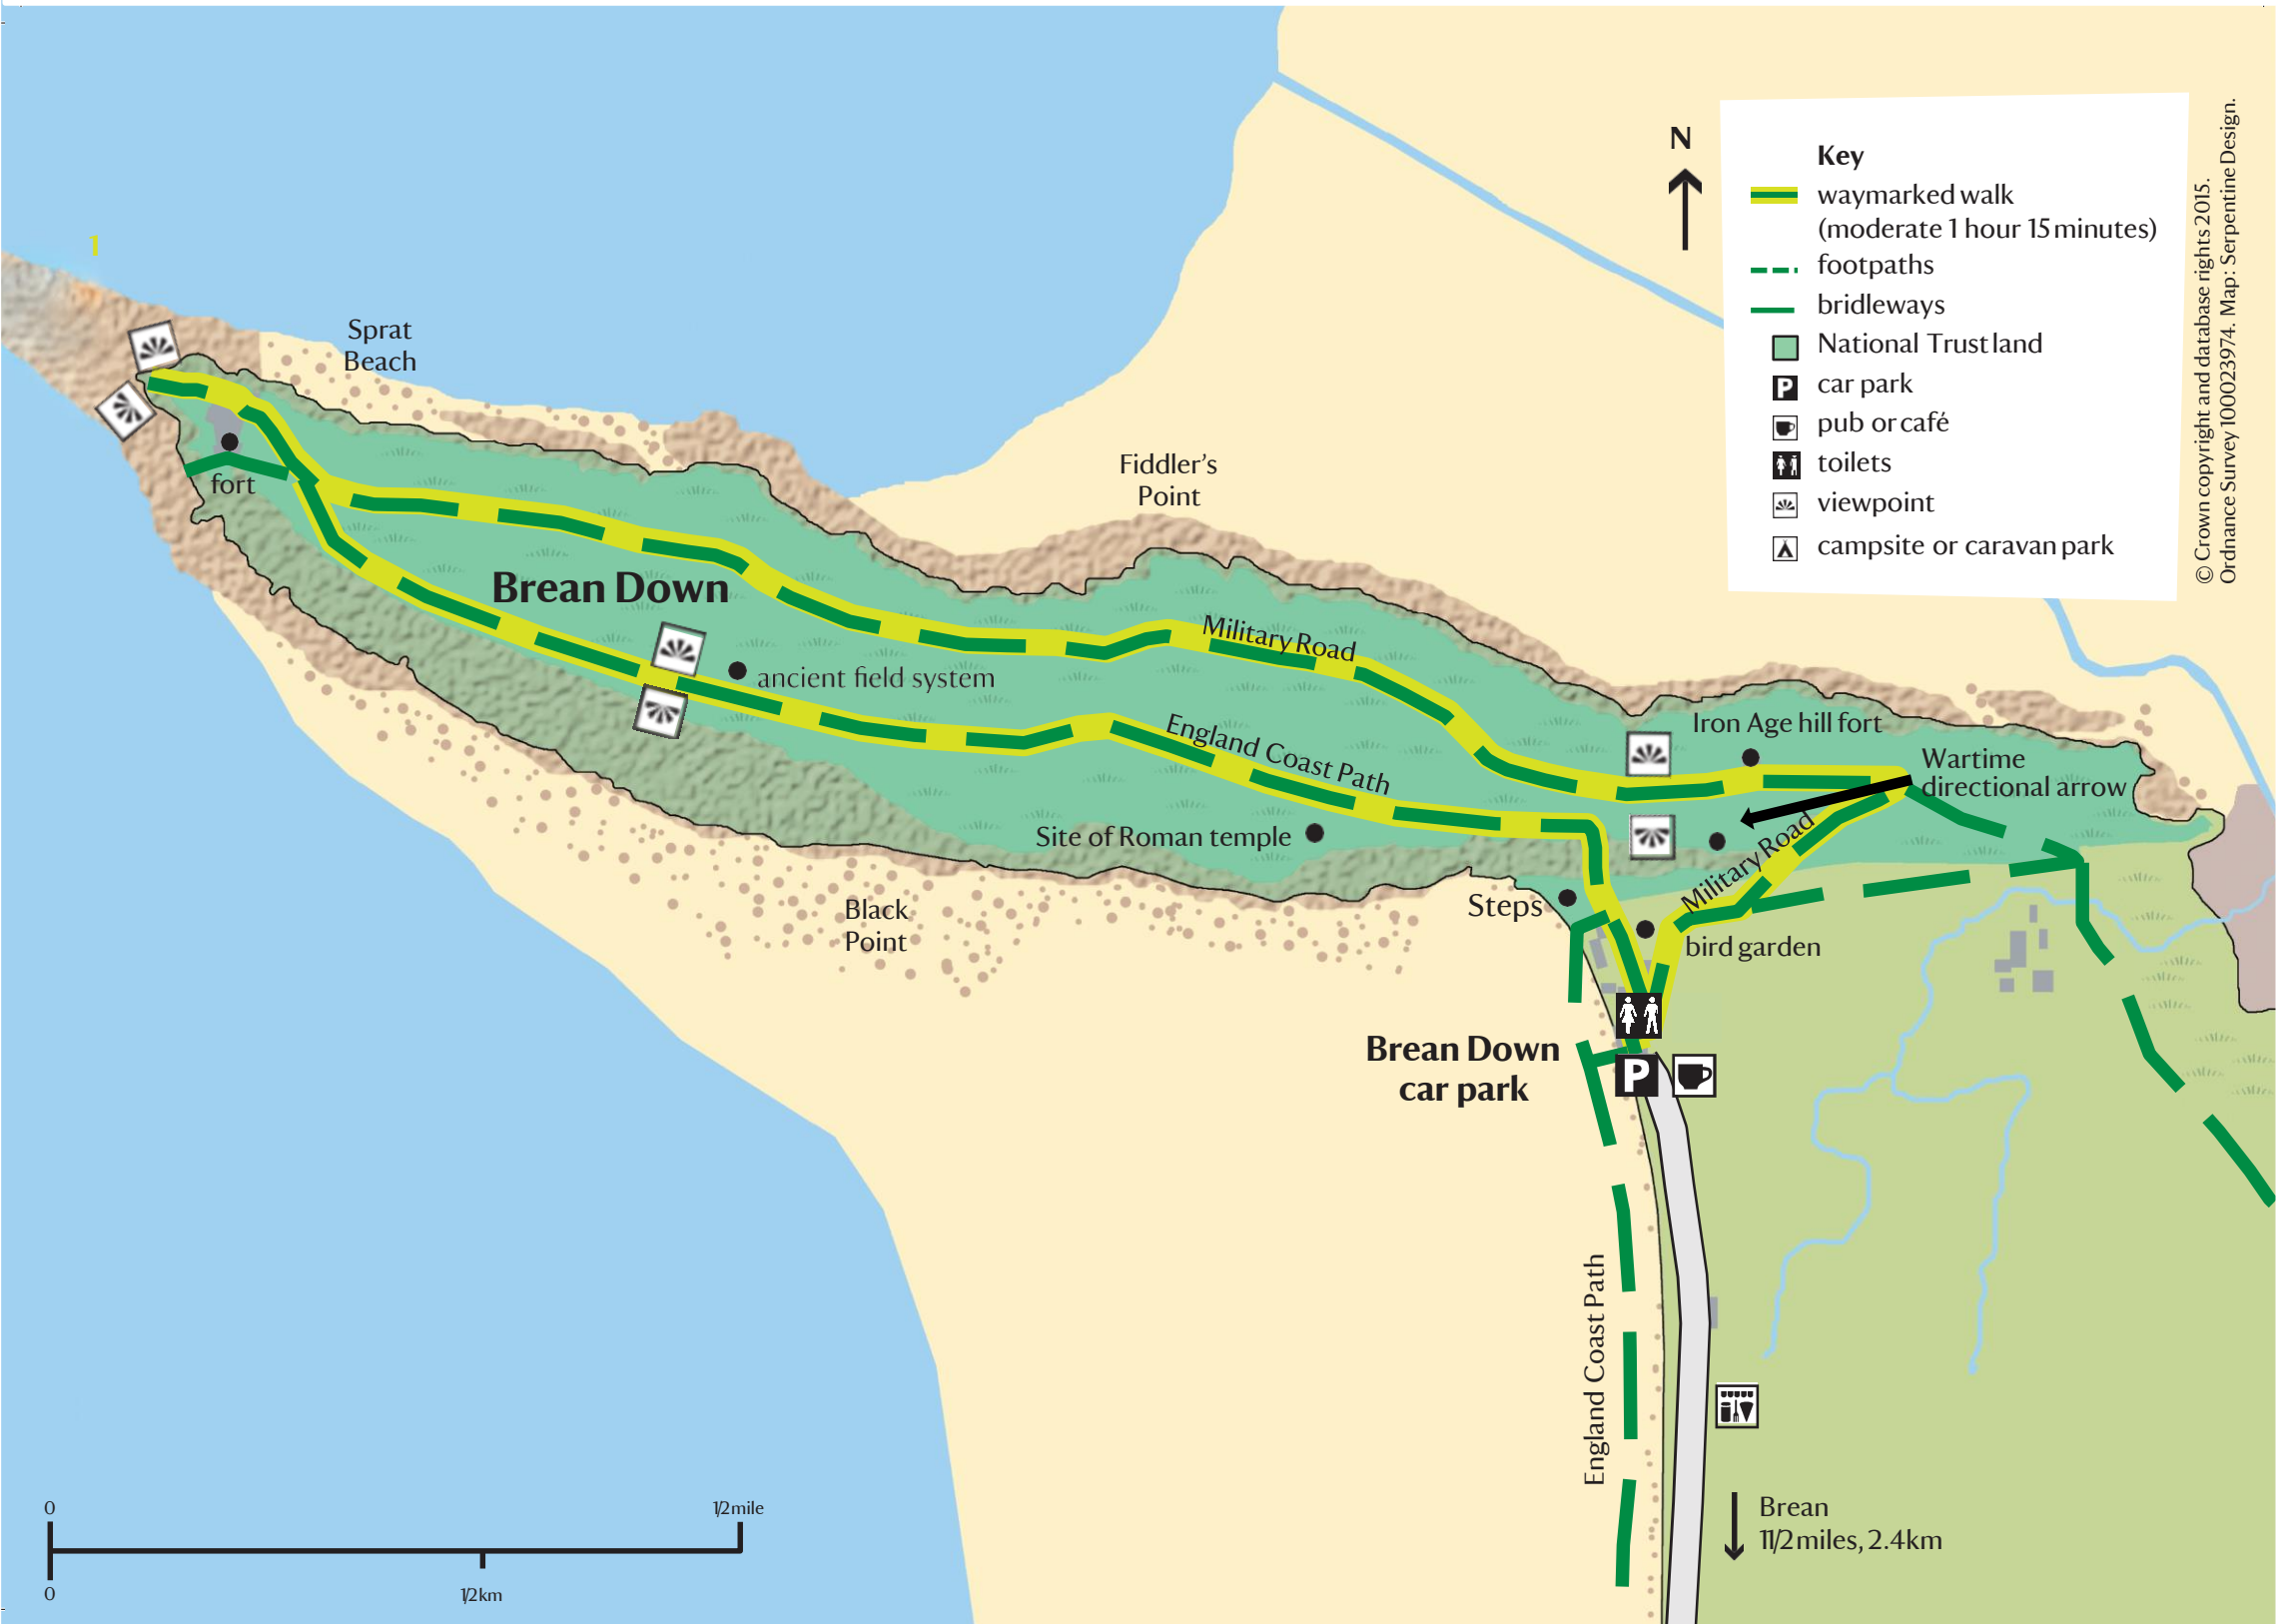 N
Key
waymarked walk
(moderate 1 hour 15 minutes)
footpaths
bridleways
National Trust land
P car park
pub or café
toilets
viewpoint
campsite or caravan park
© Crown copyright and database rights 2015.
Ordnance Survey 100023974. Map: Serpentine Design.
1
Sprat
Beach
Fiddler's
Point
fort
Brean Down
Military Road
ancient field system
England Coast Path
Iron Age hill fort
Wartime
directional arrow
Site of Roman temple
Military Road
Steps
Black
Point
bird garden
Brean Down
car park
P
England Coast Path
Brean
11/2 miles, 2.4km
0
1/2 mile
0
1/2 km